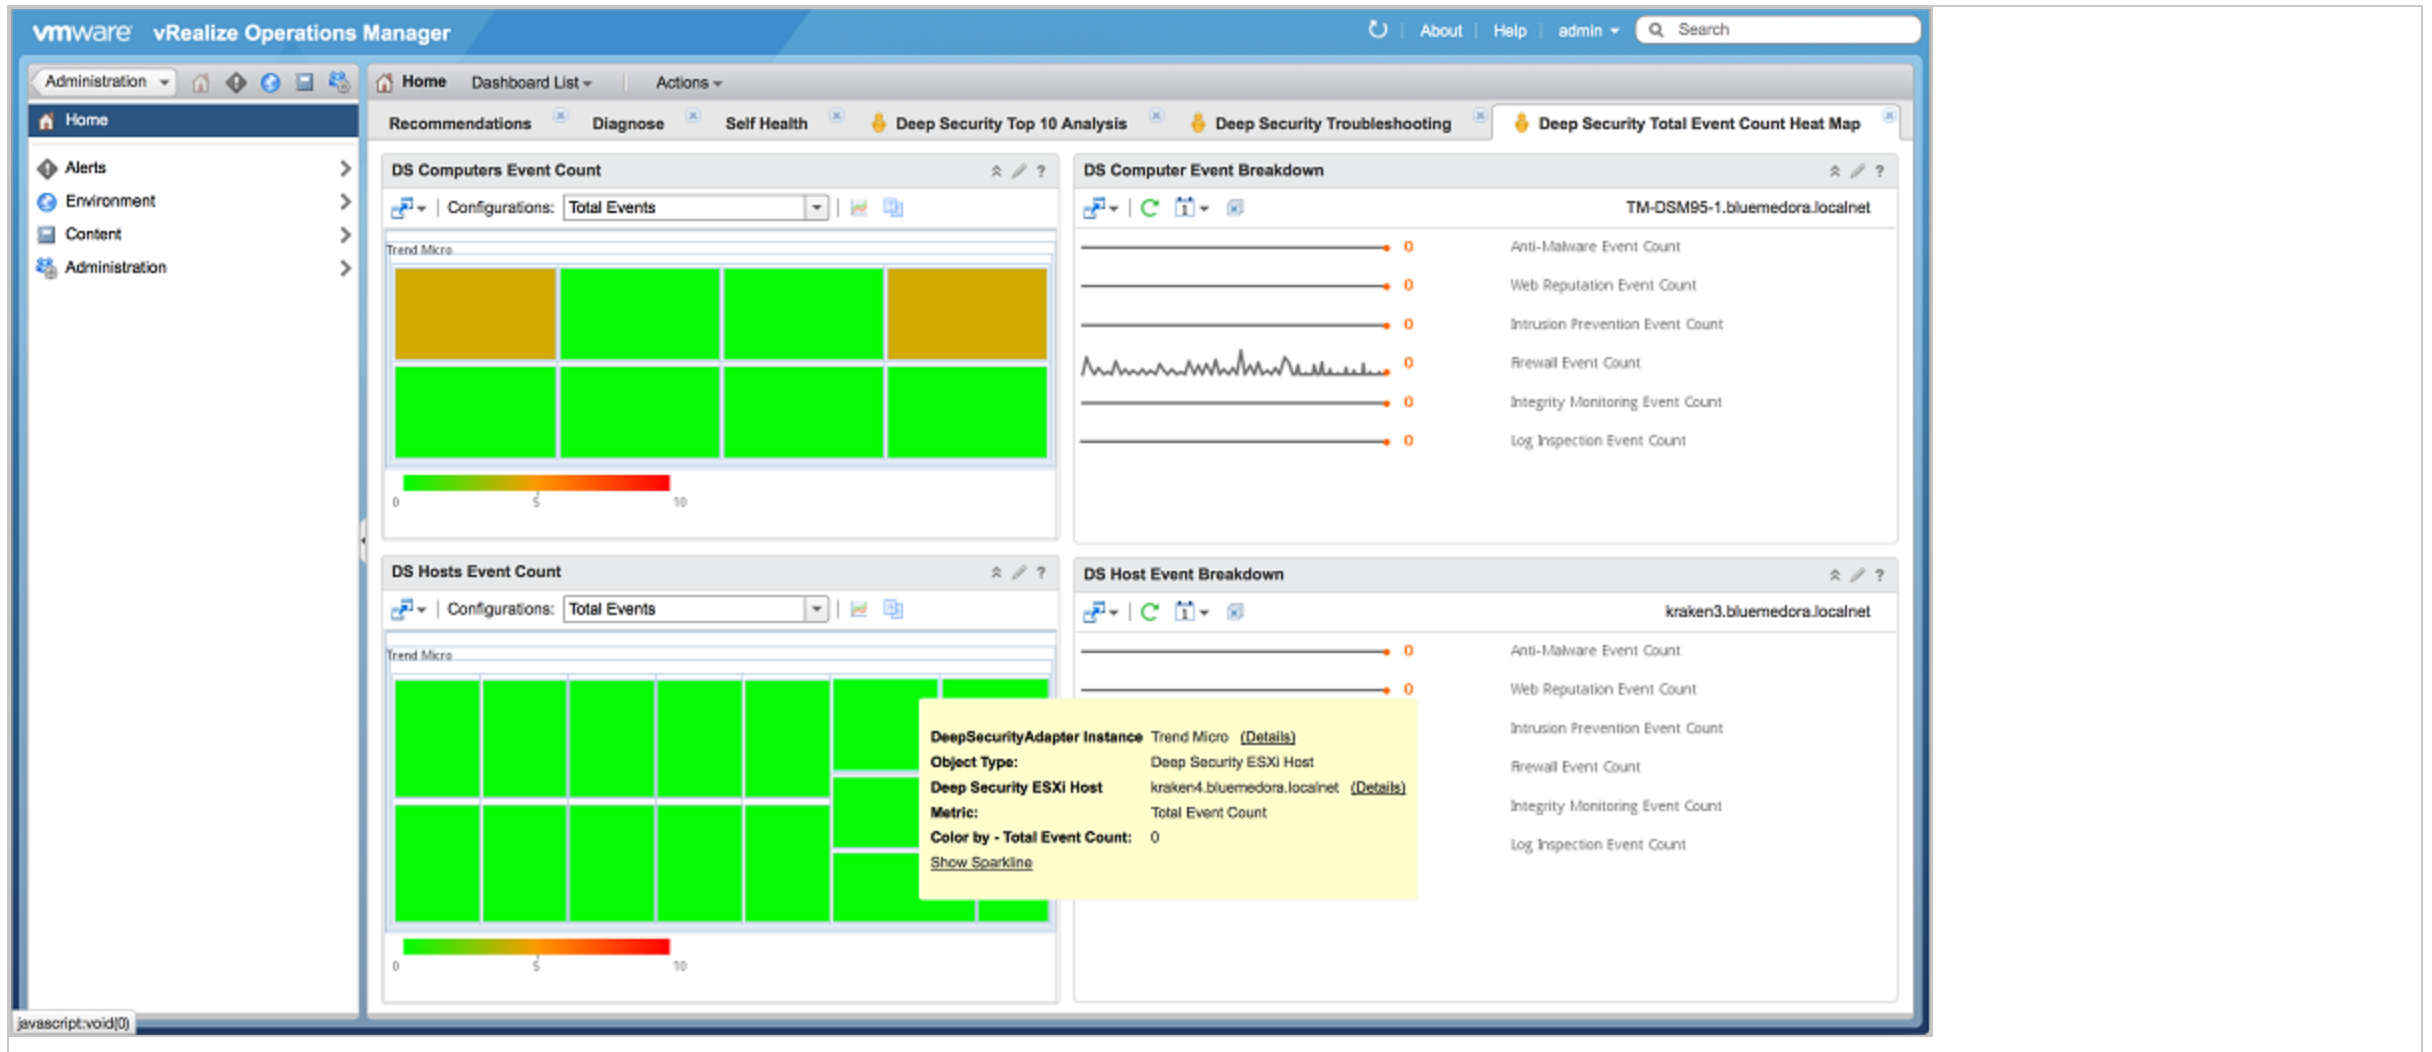 vmware vRealize Operations Manager
About Help admin Search
Administration
Home Dashboard List Actions
Home
Recommendations Diagnose Self Health Deep Security Top 10 Analysis Deep Security Troubleshooting Deep Security Total Event Count Heat Map
Alerts
Environment
Content
Administration
DS Computers Event Count
Configurations: Total Events
Trend Micro
0 5 10
DS Computer Event Breakdown
TM-DSM95-1.bluemedora.localnet
0 Anti-Malware Event Count
0 Web Reputation Event Count
0 Intrusion Prevention Event Count
0 Firewall Event Count
0 Integrity Monitoring Event Count
0 Log Inspection Event Count
DS Hosts Event Count
Configurations: Total Events
Trend Micro
0 5 10
DS Host Event Breakdown
kraken3.bluemedora.localnet
0 Anti-Malware Event Count
0 Web Reputation Event Count
Intrusion Prevention Event Count
Firewall Event Count
Integrity Monitoring Event Count
Log Inspection Event Count
DeepSecurityAdapter Instance Trend Micro (Details)
Object Type: Deep Security ESXi Host
Deep Security ESXi Host kraken4.bluemedora.localnet (Details)
Metric: Total Event Count
Color by - Total Event Count: 0
Show Sparkline
javascript:void(0)